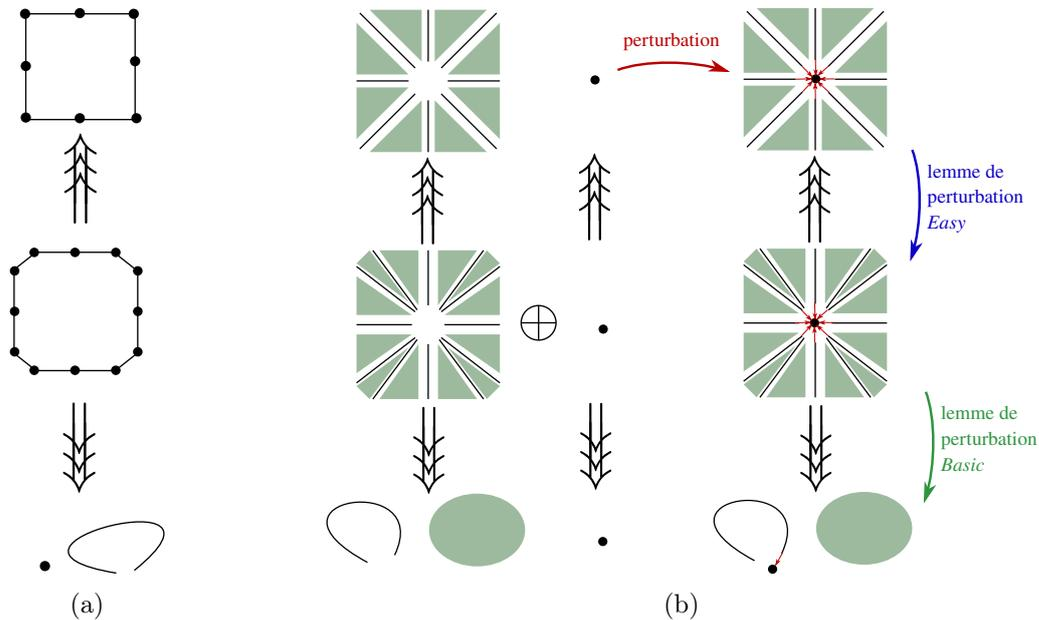 perturbation
lemme de
perturbation
Easy
lemme de
perturbation
Basic
(a)
(b)